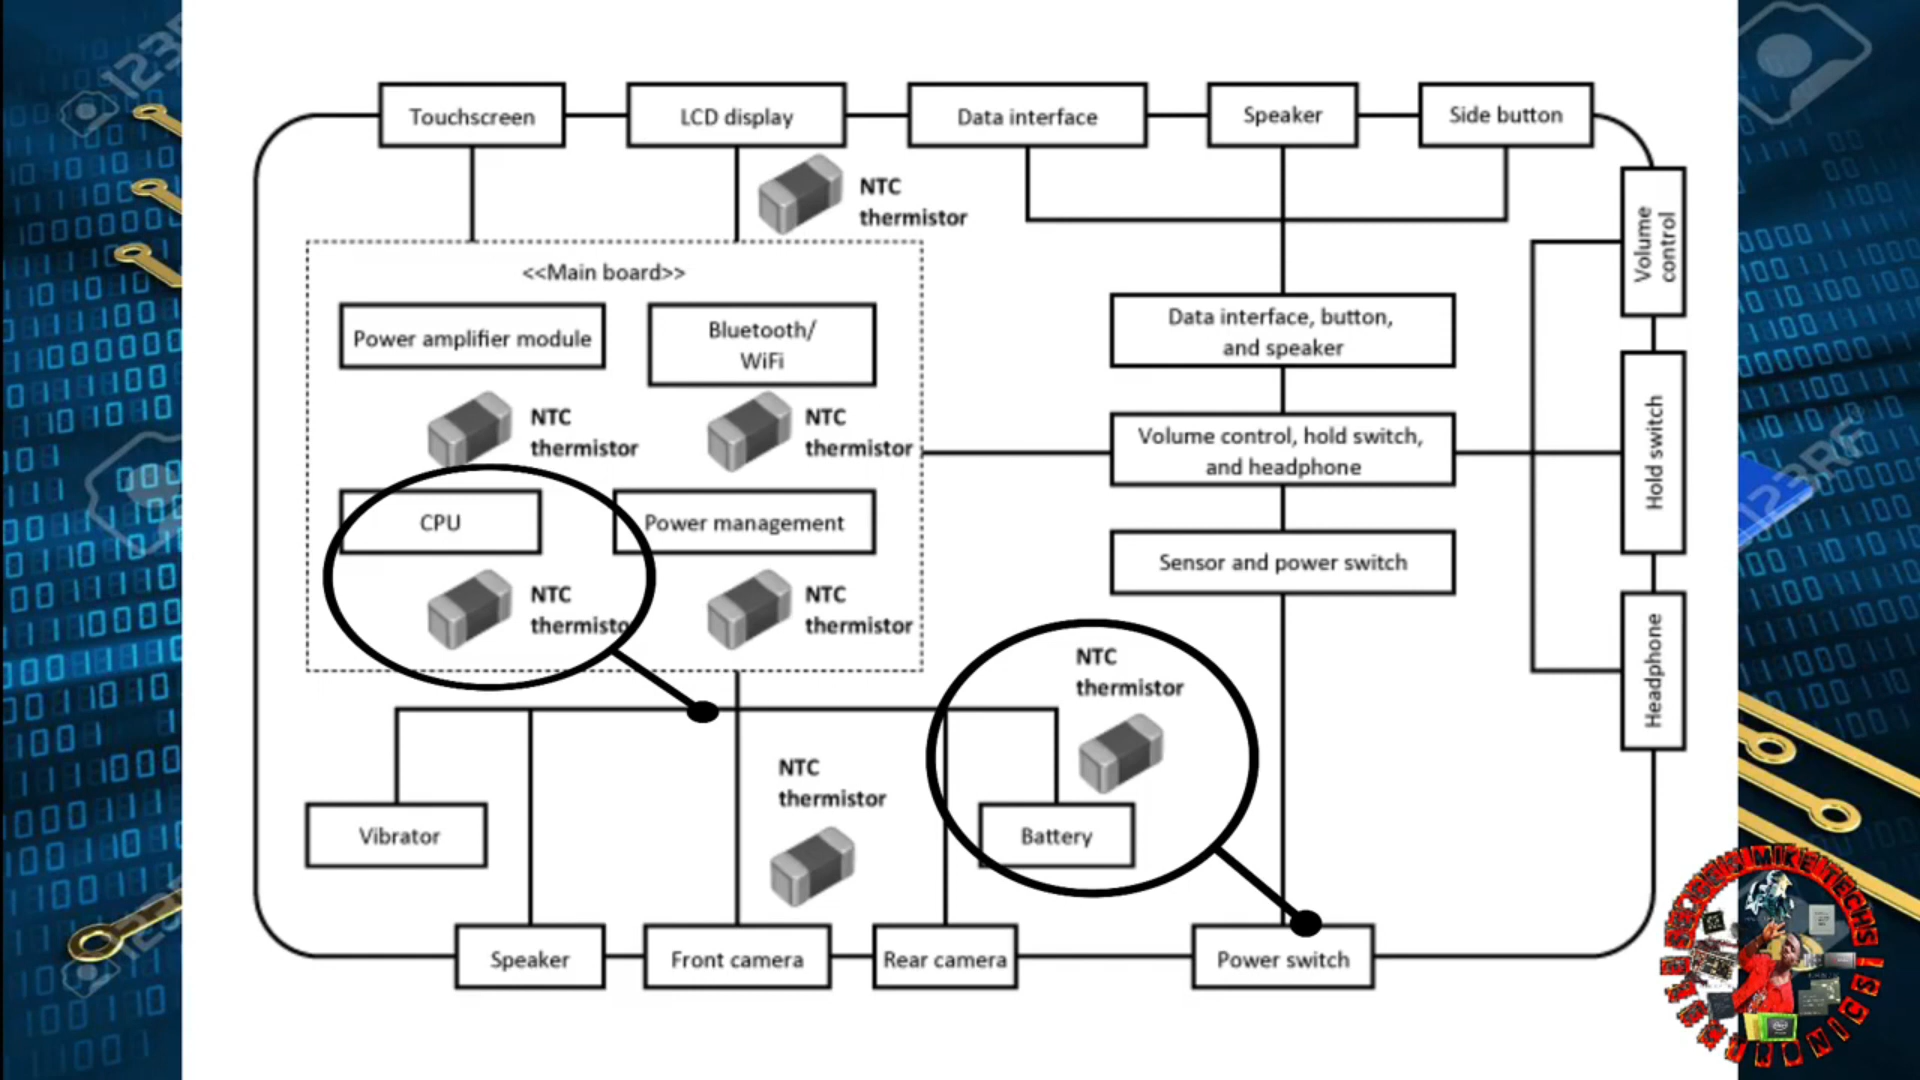 Touchscreen
LCD display
Data interface
Speaker
Side button
NTC
thermistor
Volume
control
<<Main board>>
Power amplifier module
Bluetooth/
WiFi
Data interface, button,
and speaker
NTC
thermistor
NTC
thermistor
Volume control, hold switch,
and headphone
Hold switch
CPU
Power management
Sensor and power switch
NTC
thermistor
NTC
thermistor
Headphone
NTC
thermistor
NTC
thermistor
Vibrator
Battery
Speaker
Front camera
Rear camera
Power switch
123RF